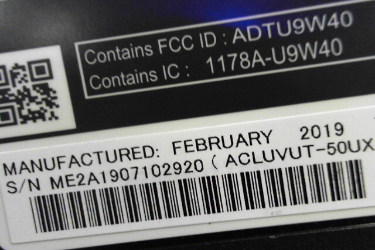 Contains FCC ID : ADTU9W40
Contains IC : 1178A-U9W40
MANUFACTURED: FEBRUARY 2019
S/N ME2A1907102920 ( ACLUVUT-50UX